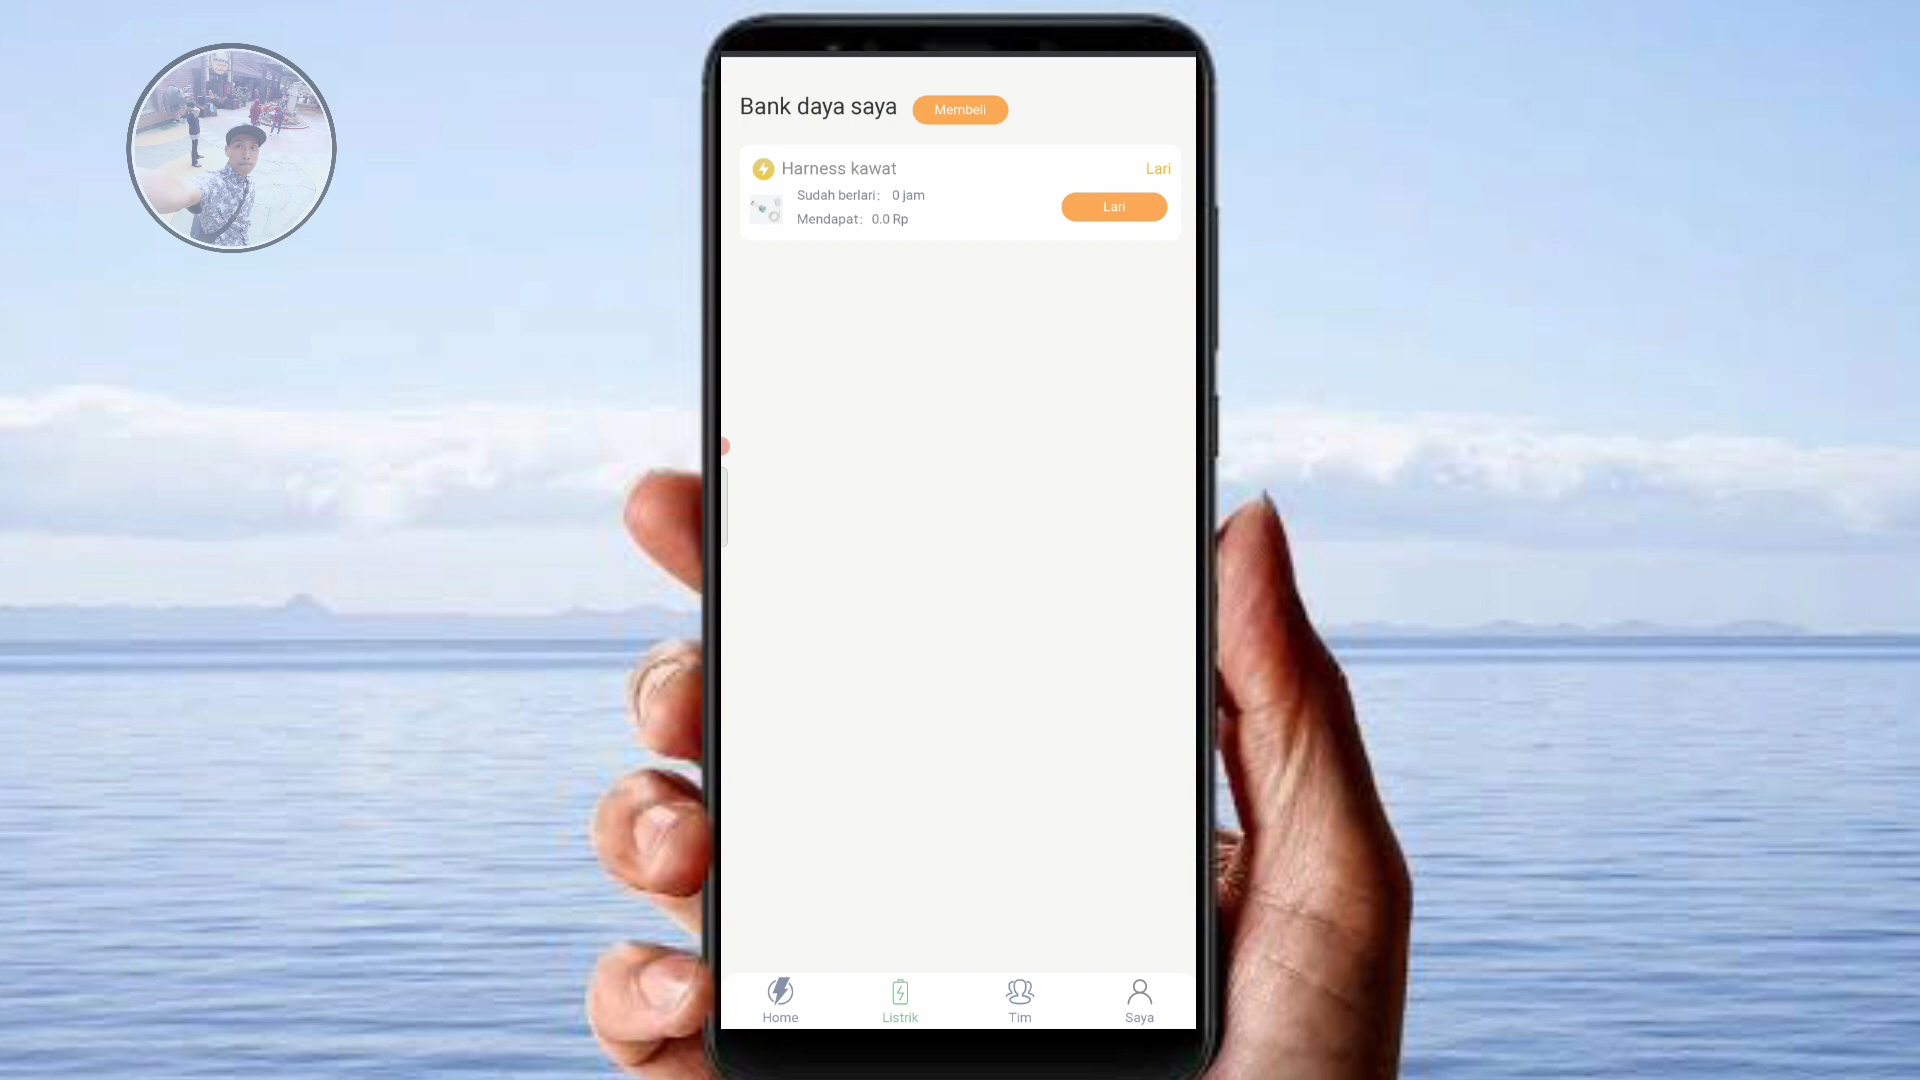 Bank daya saya
Membeli
Harness kawat
Lari
Sudah berlari: 0 jam
Lari
Mendapat: 0.0 Rp
Home
Listrik
Tim
Saya